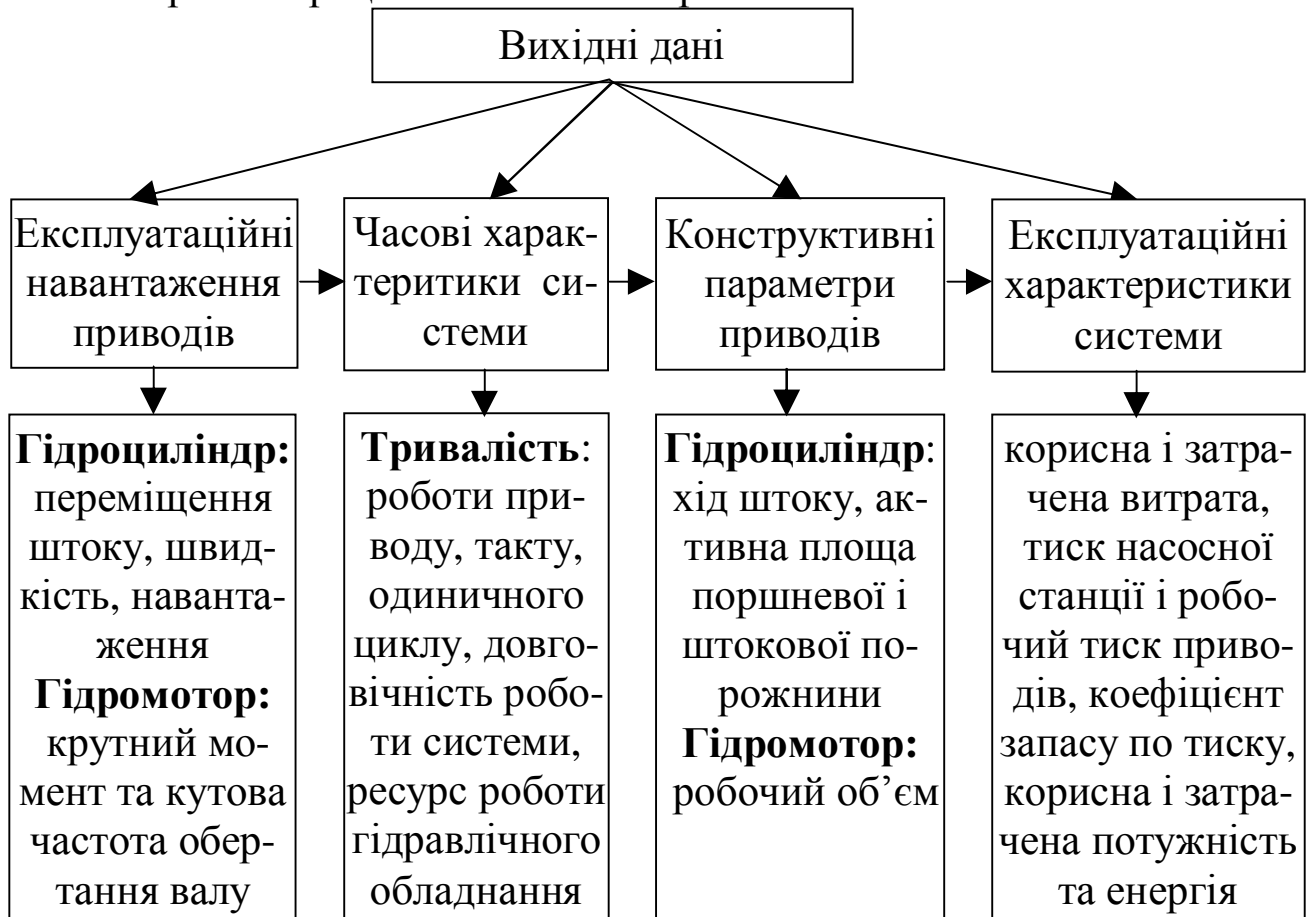 Вихідні дані
Експлуатаційні
навантаження
приводів
Часові харак-
теритики си-
стеми
Конструктивні
параметри
приводів
Експлуатаційні
характеристики
системи
Гідроциліндр:
переміщення
штоку, швид-
кість, наванта-
ження
Гідромотор:
крутний мо-
мент та кутова
частота обер-
тання валу
Тривалість:
роботи при-
воду, такту,
одиничного
циклу, довго-
вічність робо-
ти системи,
ресурс роботи
гідравлічного
обладнання
Гідроциліндр:
хід штоку, ак-
тивна площа
поршневої і
штокової по-
рожнини
Гідромотор:
робочий об’єм
корисна і затра-
чена витрата,
тиск насосної
станції і робо-
чий тиск приво-
дів, коефіцієнт
запасу по тиску,
корисна і затра-
чена потужність
та енергія